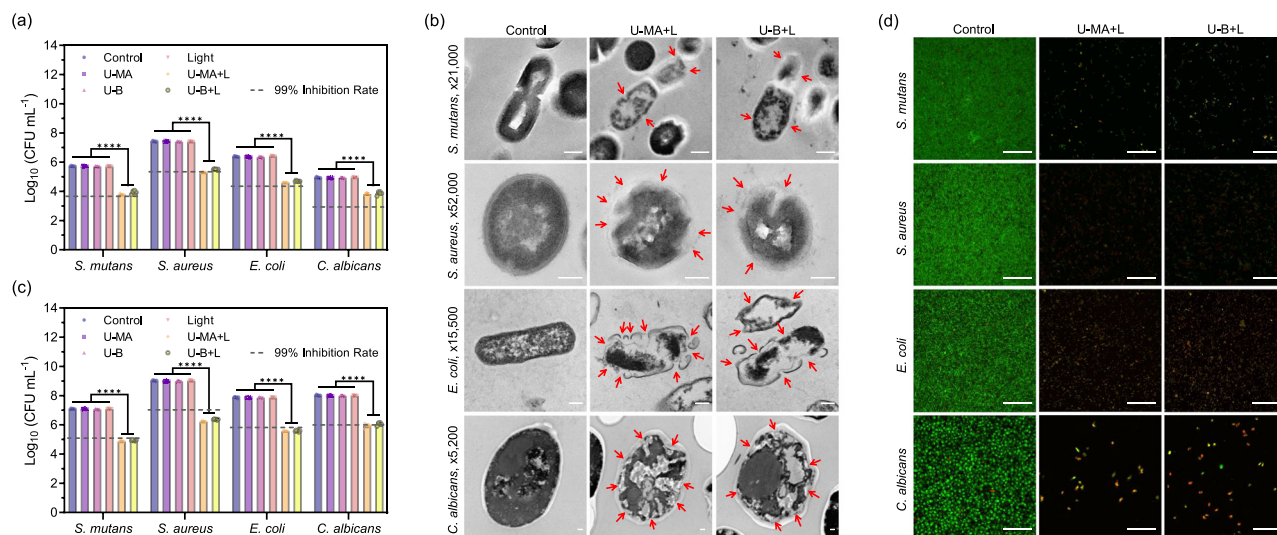 (a)
14
12
10
8
6
4
2
0
Log10 (CFU mL−1)
Control
Light
U-MA
U-MA+L
U-B
U-B+L
99% Inhibition Rate
****
****
****
****
S. mutans
S. aureus
E. coli
C. albicans
(c)
14
12
10
8
6
4
2
0
Log10 (CFU mL−1)
Control
Light
U-MA
U-MA+L
U-B
U-B+L
99% Inhibition Rate
****
****
****
****
S. mutans
S. aureus
E. coli
C. albicans
(b)
Control
U-MA+L
U-B+L
S. mutans, x21,000
S. aureus, x52,000
E. coli, x15,500
C. albicans, x5,200
(d)
Control
U-MA+L
U-B+L
S. mutans
S. aureus
E. coli
C. albicans